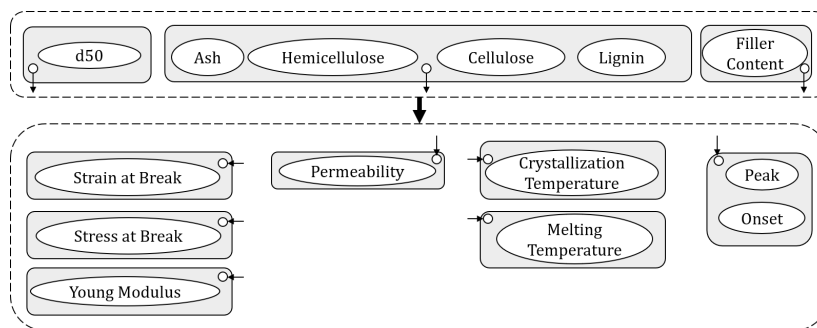 d50
Ash
Hemicellulose
Cellulose
Lignin
Filler
Content
Strain at Break
Stress at Break
Young Modulus
Permeability
Crystallization
Temperature
Melting
Temperature
Peak
Onset